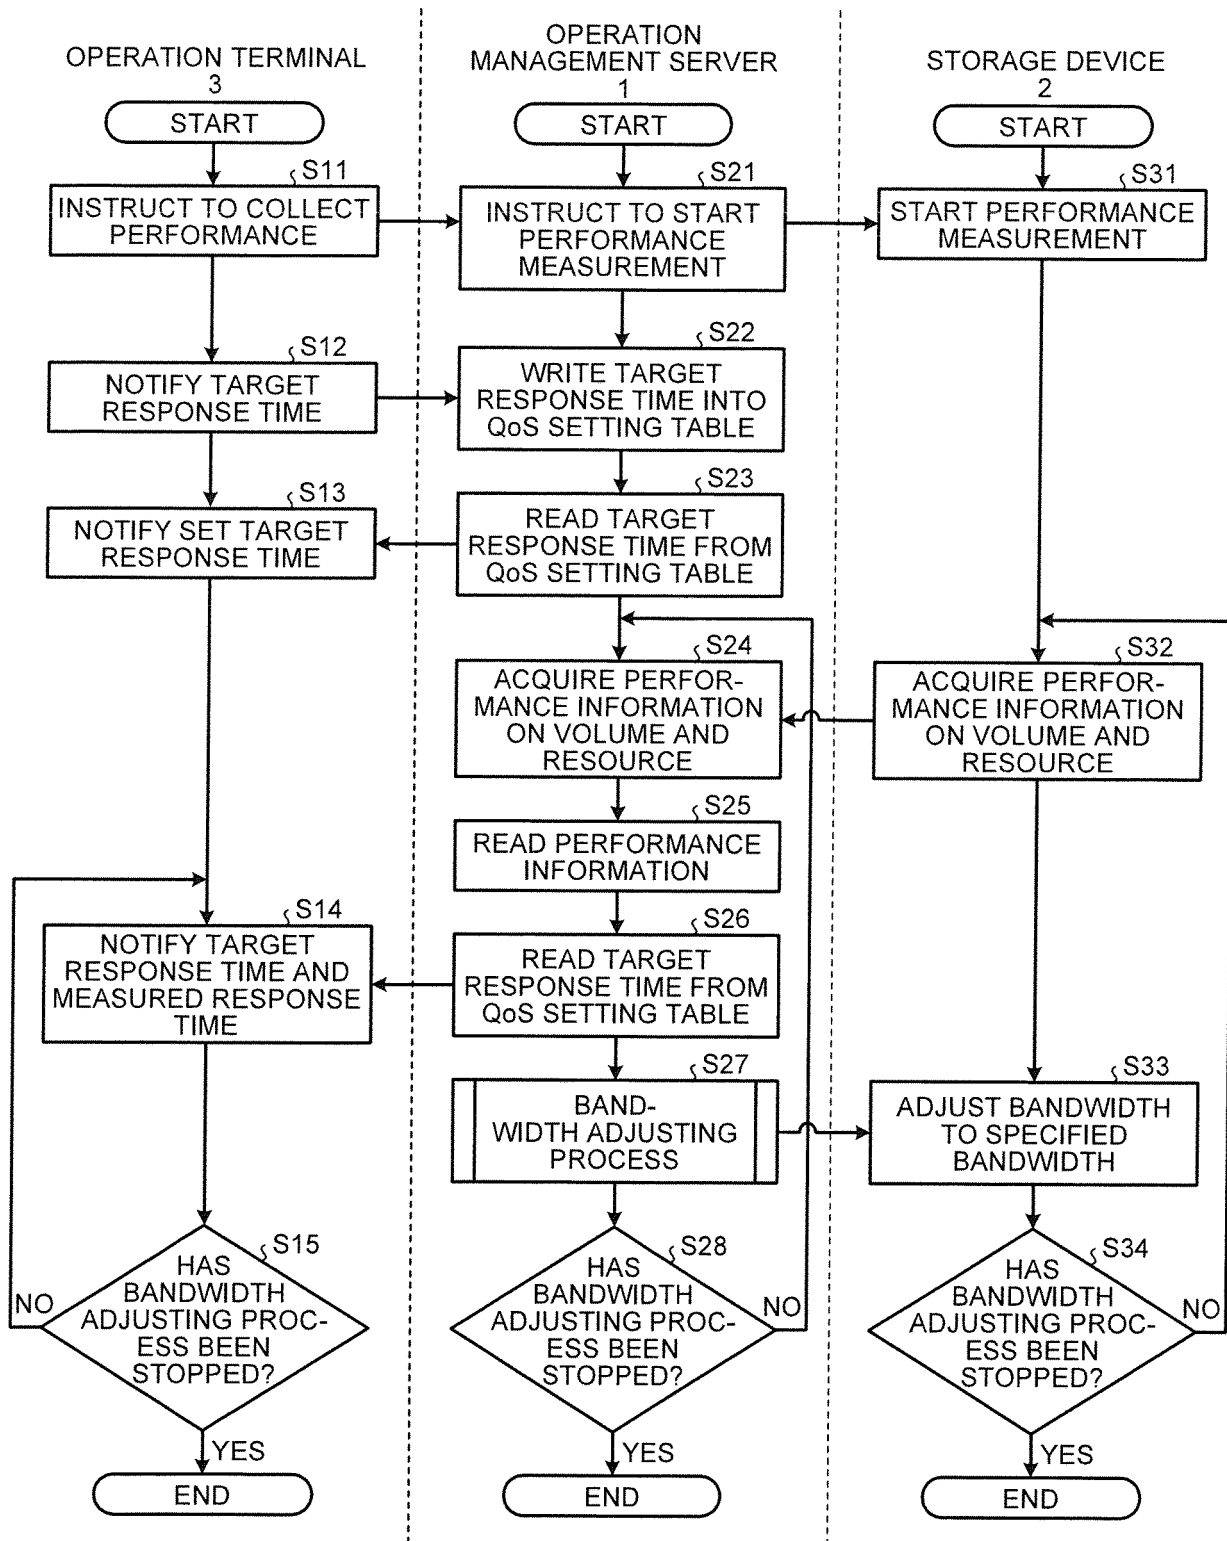 OPERATION TERMINAL
3
START
S11
INSTRUCT TO COLLECT
PERFORMANCE
S12
NOTIFY TARGET
RESPONSE TIME
S13
NOTIFY SET TARGET
RESPONSE TIME
S14
NOTIFY TARGET
RESPONSE TIME AND
MEASURED RESPONSE
TIME
S15
HAS
BANDWIDTH
ADJUSTING PROC-
ESS BEEN
STOPPED?
NO
YES
END
OPERATION
MANAGEMENT SERVER
1
START
S21
INSTRUCT TO START
PERFORMANCE
MEASUREMENT
S22
WRITE TARGET
RESPONSE TIME INTO
QoS SETTING TABLE
S23
READ TARGET
RESPONSE TIME FROM
QoS SETTING TABLE
S24
ACQUIRE PERFOR-
MANCE INFORMATION
ON VOLUME AND
RESOURCE
S25
READ PERFORMANCE
INFORMATION
S26
READ TARGET
RESPONSE TIME FROM
QoS SETTING TABLE
S27
BAND-
WIDTH ADJUSTING
PROCESS
S28
HAS
BANDWIDTH
ADJUSTING PROC-
ESS BEEN
STOPPED?
NO
YES
END
STORAGE DEVICE
2
START
S31
START PERFORMANCE
MEASUREMENT
S32
ACQUIRE PERFOR-
MANCE INFORMATION
ON VOLUME AND
RESOURCE
S33
ADJUST BANDWIDTH
TO SPECIFIED
BANDWIDTH
S34
HAS
BANDWIDTH
ADJUSTING PROC-
ESS BEEN
STOPPED?
NO
YES
END